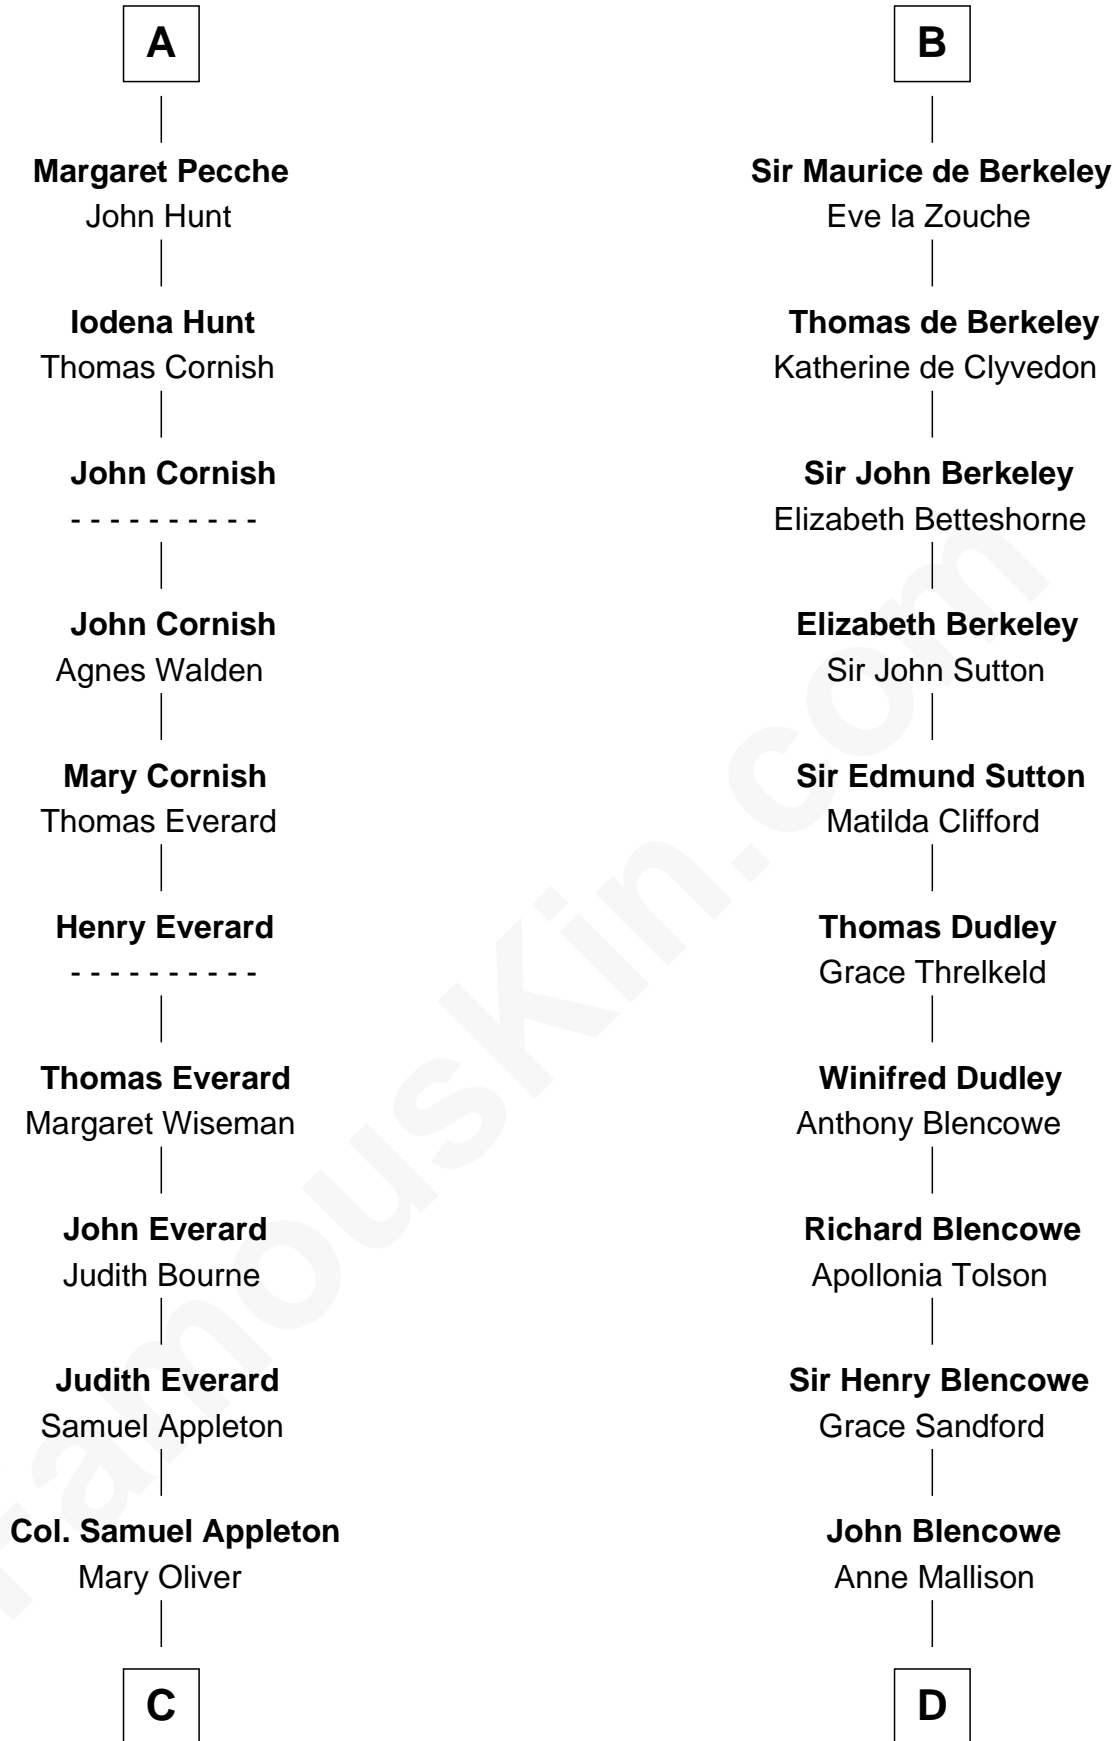 A
Margaret Pecche
John Hunt
Iodena Hunt
Thomas Cornish
John Cornish
- - - - - - - - - -
John Cornish
Agnes Walden
Mary Cornish
Thomas Everard
Henry Everard
- - - - - - - - - -
Thomas Everard
Margaret Wiseman
John Everard
Judith Bourne
Judith Everard
Samuel Appleton
Col. Samuel Appleton
Mary Oliver
C
B
Sir Maurice de Berkeley
Eve la Zouche
Thomas de Berkeley
Katherine de Clyvedon
Sir John Berkeley
Elizabeth Betteshorne
Elizabeth Berkeley
Sir John Sutton
Sir Edmund Sutton
Matilda Clifford
Thomas Dudley
Grace Threlkeld
Winifred Dudley
Anthony Blencowe
Richard Blencowe
Apollonia Tolson
Sir Henry Blencowe
Grace Sandford
John Blencowe
Anne Mallison
D
FamousKin.com